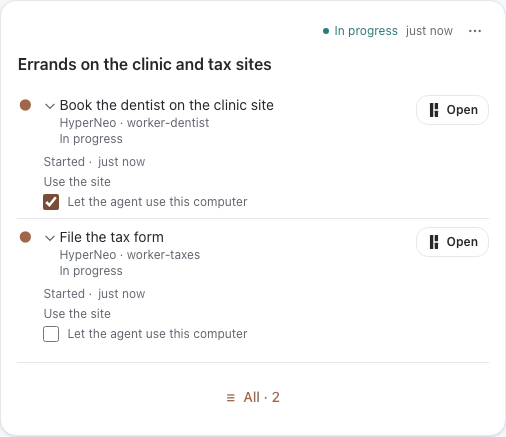 In progress just now
Errands on the clinic and tax sites
Book the dentist on the clinic site
Open
HyperNeo · worker-dentist
In progress
Started · just now
Use the site
Let the agent use this computer
File the tax form
Open
HyperNeo · worker-taxes
In progress
Started · just now
Use the site
Let the agent use this computer
All · 2